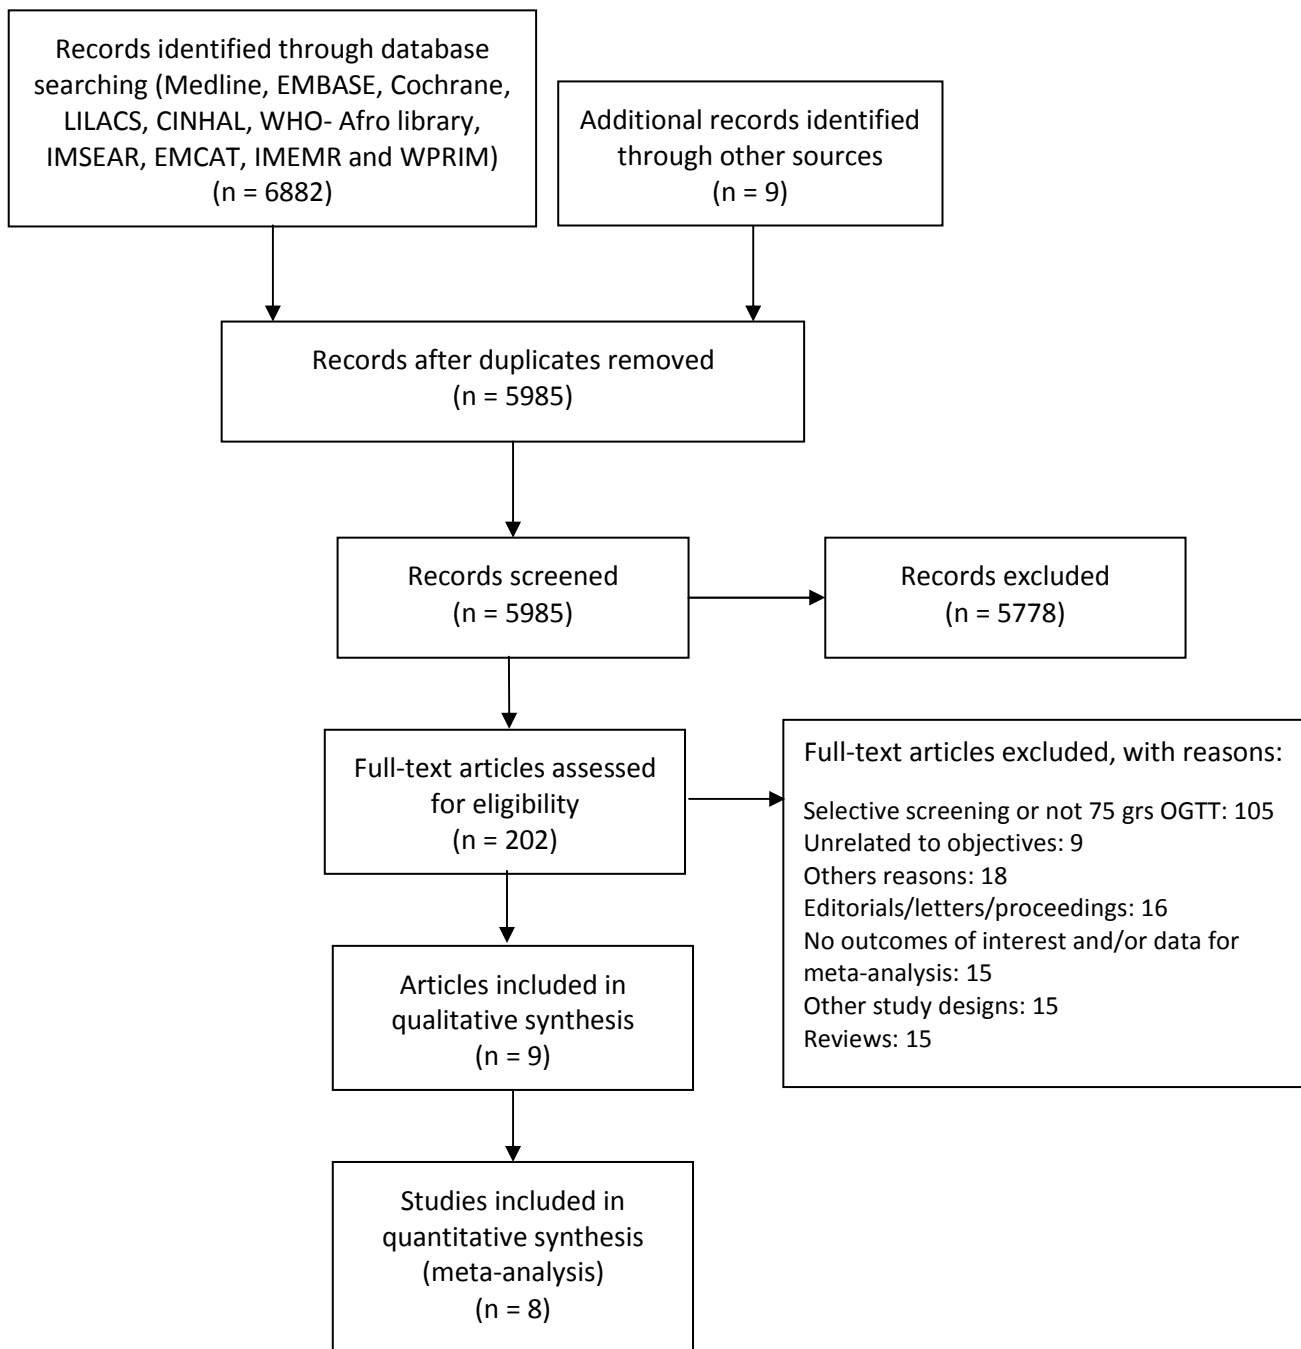 Records identified through database
searching (Medline, EMBASE, Cochrane,
LILACS, CINHAL, WHO- Afro library,
IMSEAR, EMCAT, IMEMR and WPRIM)
(n = 6882)
Additional records identified
through other sources
(n = 9)
Records after duplicates removed
(n = 5985)
Records screened
(n = 5985)
Records excluded
(n = 5778)
Full-text articles assessed
for eligibility
(n = 202)
Full-text articles excluded, with reasons:
Selective screening or not 75 grs OGTT: 105
Unrelated to objectives: 9
Others reasons: 18
Editorials/letters/proceedings: 16
No outcomes of interest and/or data for
meta-analysis: 15
Other study designs: 15
Reviews: 15
Articles included in
qualitative synthesis
(n = 9)
Studies included in
quantitative synthesis
(meta-analysis)
(n = 8)